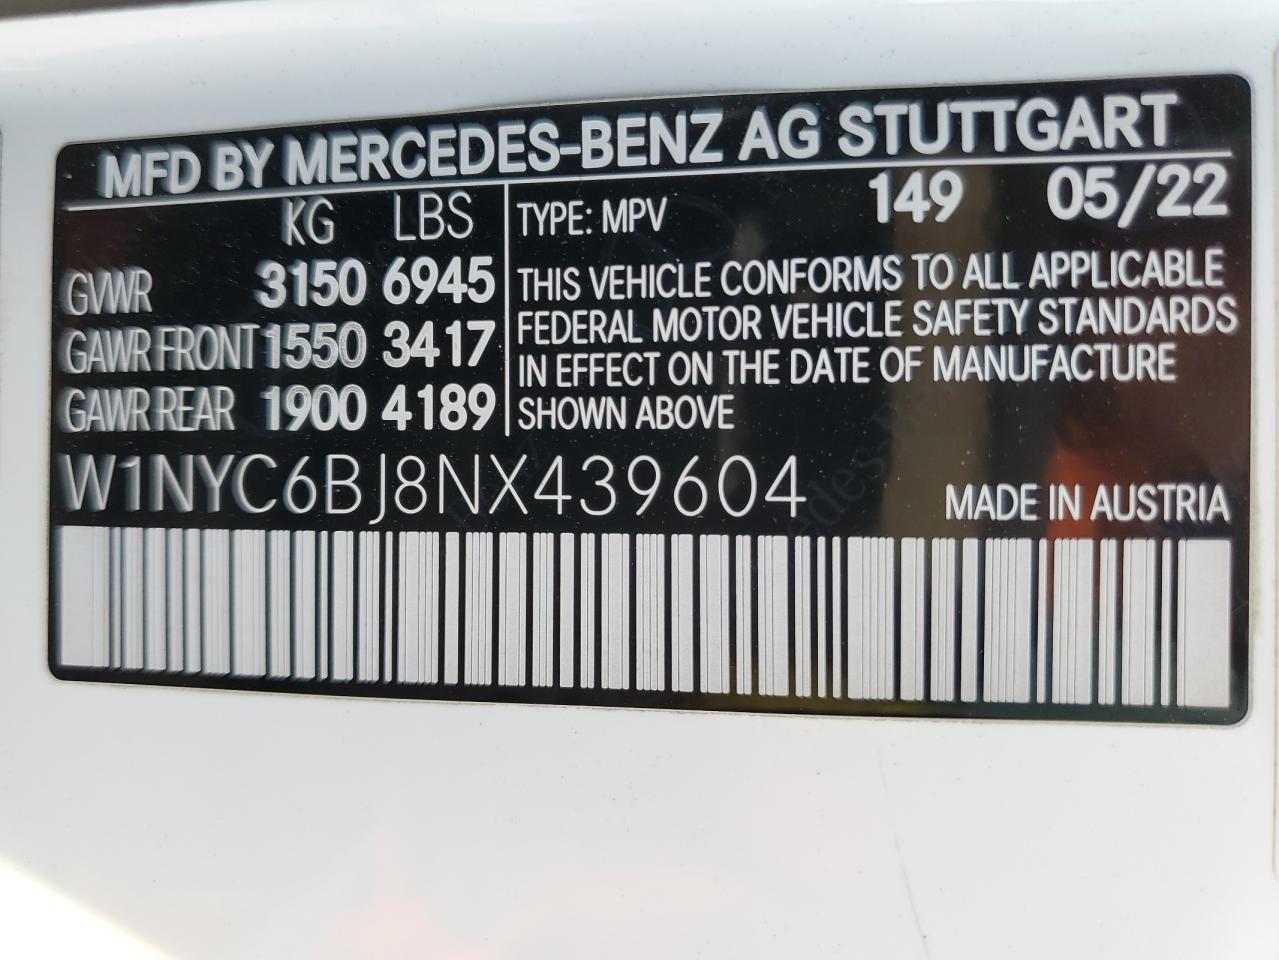 MFD BY MERCEDES-BENZ AG STUTTGART
KG LBS
GVWR 3150 6945
GAWR FRONT 1550 3417
GAWR REAR 1900 4189
TYPE: MPV 149 05/22
THIS VEHICLE CONFORMS TO ALL APPLICABLE
FEDERAL MOTOR VEHICLE SAFETY STANDARDS
IN EFFECT ON THE DATE OF MANUFACTURE
SHOWN ABOVE
W1NYC6BJ8NX439604
MADE IN AUSTRIA